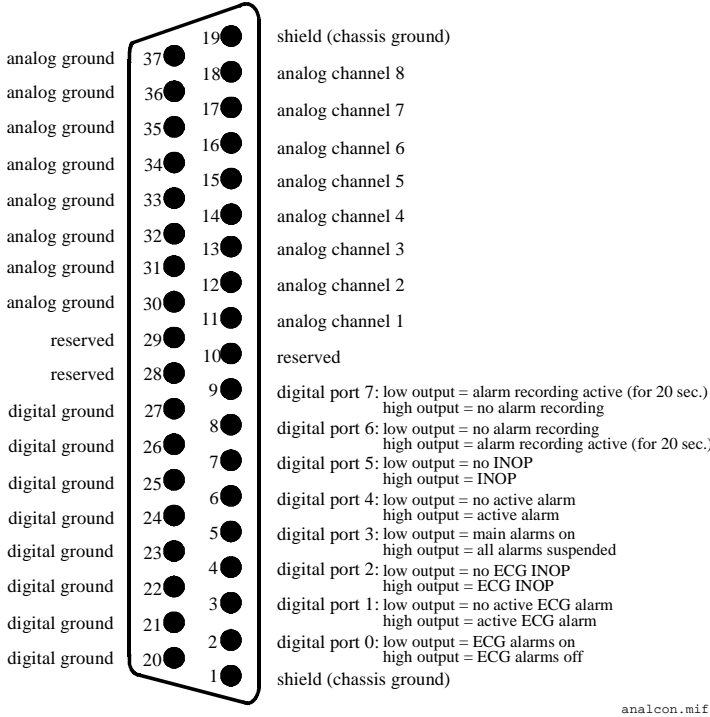 19 shield (chassis ground)
analog ground 37
18 analog channel 8
analog ground 36
17 analog channel 7
analog ground 35
16 analog channel 6
analog ground 34
15 analog channel 5
analog ground 33
14 analog channel 4
analog ground 32
13 analog channel 3
analog ground 31
12 analog channel 2
analog ground 30
11 analog channel 1
reserved 29
10 reserved
reserved 28
9 digital port 7: low output = alarm recording active (for 20 sec.)
high output = no alarm recording
digital ground 27
8 digital port 6: low output = no alarm recording
high output = alarm recording active (for 20 sec.)
digital ground 26
7 digital port 5: low output = no INOP
high output = INOP
digital ground 25
6 digital port 4: low output = no active alarm
high output = active alarm
digital ground 24
5 digital port 3: low output = main alarms on
high output = all alarms suspended
digital ground 23
4 digital port 2: low output = no ECG INOP
high output = ECG INOP
digital ground 22
3 digital port 1: low output = no active ECG alarm
high output = active ECG alarm
digital ground 21
2 digital port 0: low output = ECG alarms on
high output = ECG alarms off
digital ground 20
1 shield (chassis ground)
analcon.mif